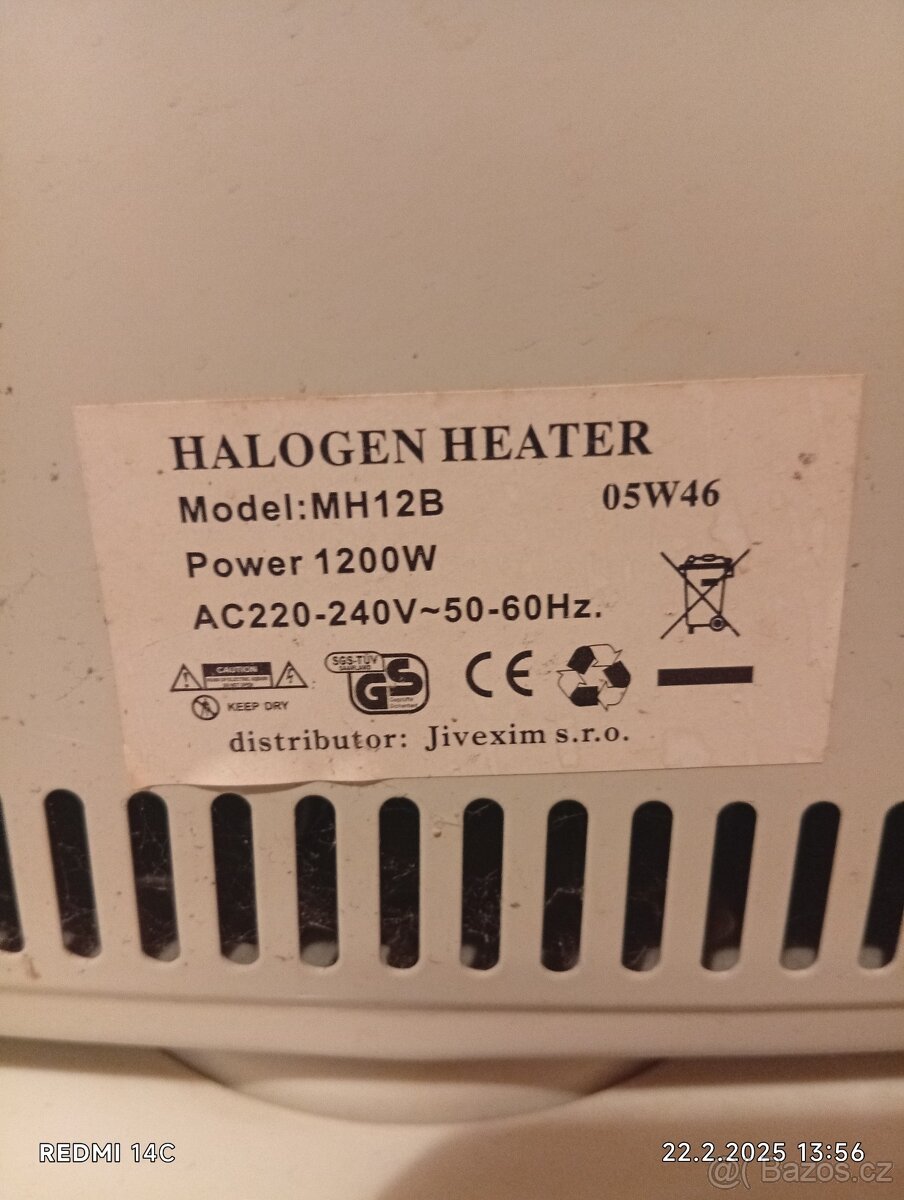 HALOGEN HEATER
Model:MH12B
05W46
Power 1200W
AC220-240V~50-60Hz.
CAUTION
SGS-TÜV
SAARLAND
GS
CE
KEEP DRY
distributor: Jivexim s.r.o.
REDMI 14C
22.2.2025 13:56
@( Bazos.cz